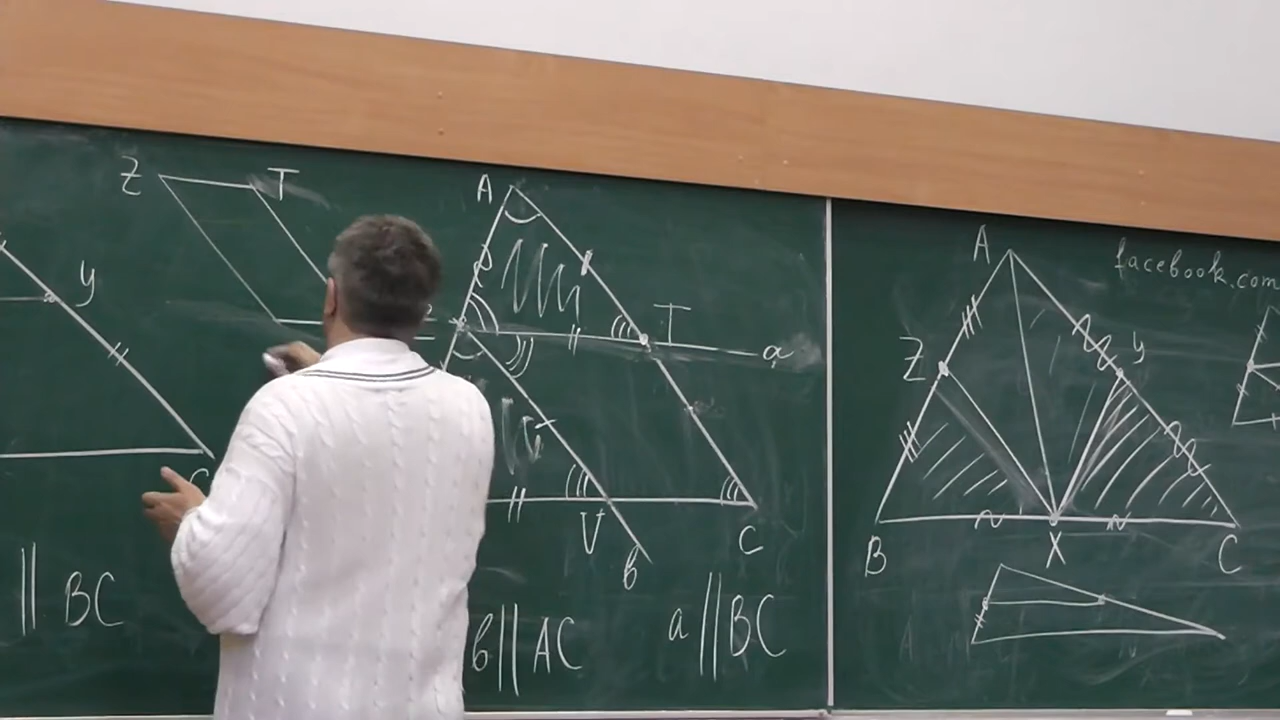 Z T
A
y
T
a
V
C
b
|| BC
b || AC
a || BC
A
facebook.com
Z
y
B
X
C